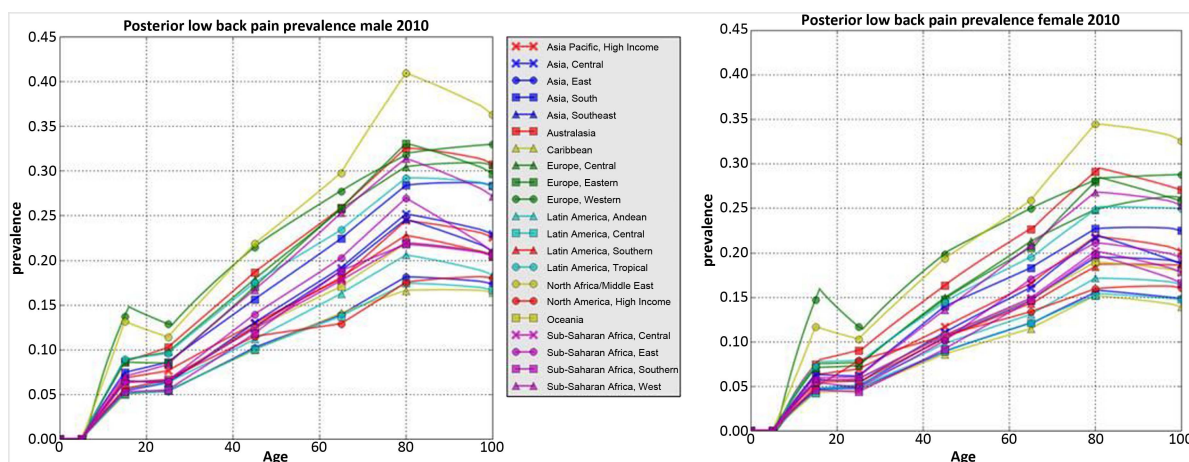 Posterior low back pain prevalence male 2010
0.45
0.40
0.35
0.30
0.25
0.20
0.15
0.10
0.05
0.00
prevalence
0
20
40
60
80
100
Age
Asia Pacific, High Income
Asia, Central
Asia, East
Asia, South
Asia, Southeast
Australasia
Caribbean
Europe, Central
Europe, Eastern
Europe, Western
Latin America, Andean
Latin America, Central
Latin America, Southern
Latin America, Tropical
North Africa/Middle East
North America, High Income
Oceania
Sub-Saharan Africa, Central
Sub-Saharan Africa, East
Sub-Saharan Africa, Southern
Sub-Saharan Africa, West
Posterior low back pain prevalence female 2010
0.45
0.40
0.35
0.30
0.25
0.20
0.15
0.10
0.05
0.00
prevalence
0
20
40
60
80
100
Age